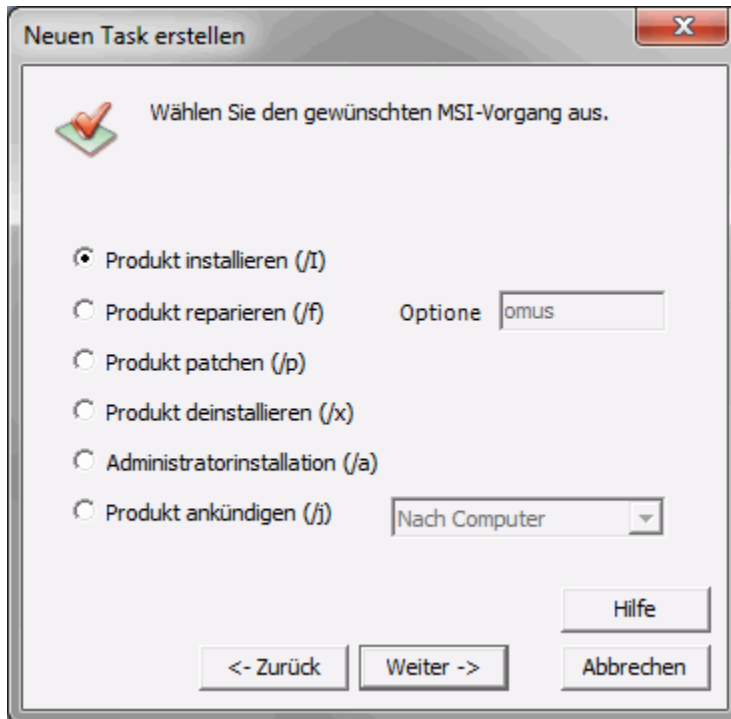 Neuen Task erstellen
Wählen Sie den gewünschten MSI-Vorgang aus.
Produkt installieren (/I)
Produkt reparieren (/f) Optione omus
Produkt patchen (/p)
Produkt deinstallieren (/x)
Administratorinstallation (/a)
Produkt ankündigen (/j) Nach Computer
Hilfe
<- Zurück Weiter -> Abbrechen